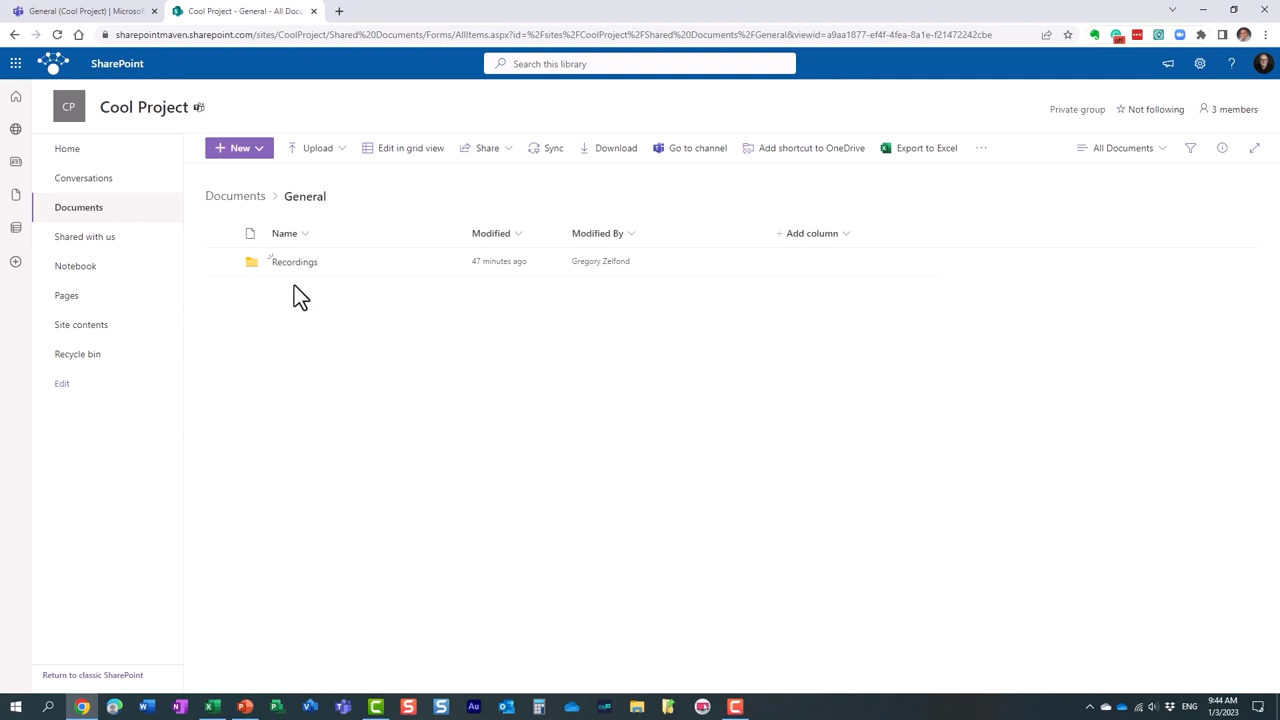 General (Cool Project) | Microsof
Cool Project - General - All Docu
sharepointmaven.sharepoint.com/sites/CoolProject/Shared%20Documents/Forms/AllItems.aspx?id=%2Fsites%2FCoolProject%2FShared%20Documents%2FGeneral&viewid=a9aa1877-ef4f-4fea-8a1e-f21472242cbe
SharePoint
Search this library
CP
Cool Project
Private group
Not following
3 members
Home
Conversations
Documents
Shared with us
Notebook
Pages
Site contents
Recycle bin
Edit
Return to classic SharePoint
New
Upload
Edit in grid view
Share
Sync
Download
Go to channel
Add shortcut to OneDrive
Export to Excel
All Documents
Documents > General
Name
Modified
Modified By
+ Add column
Recordings
47 minutes ago
Gregory Zelfond
ENG
9:44 AM
1/3/2023